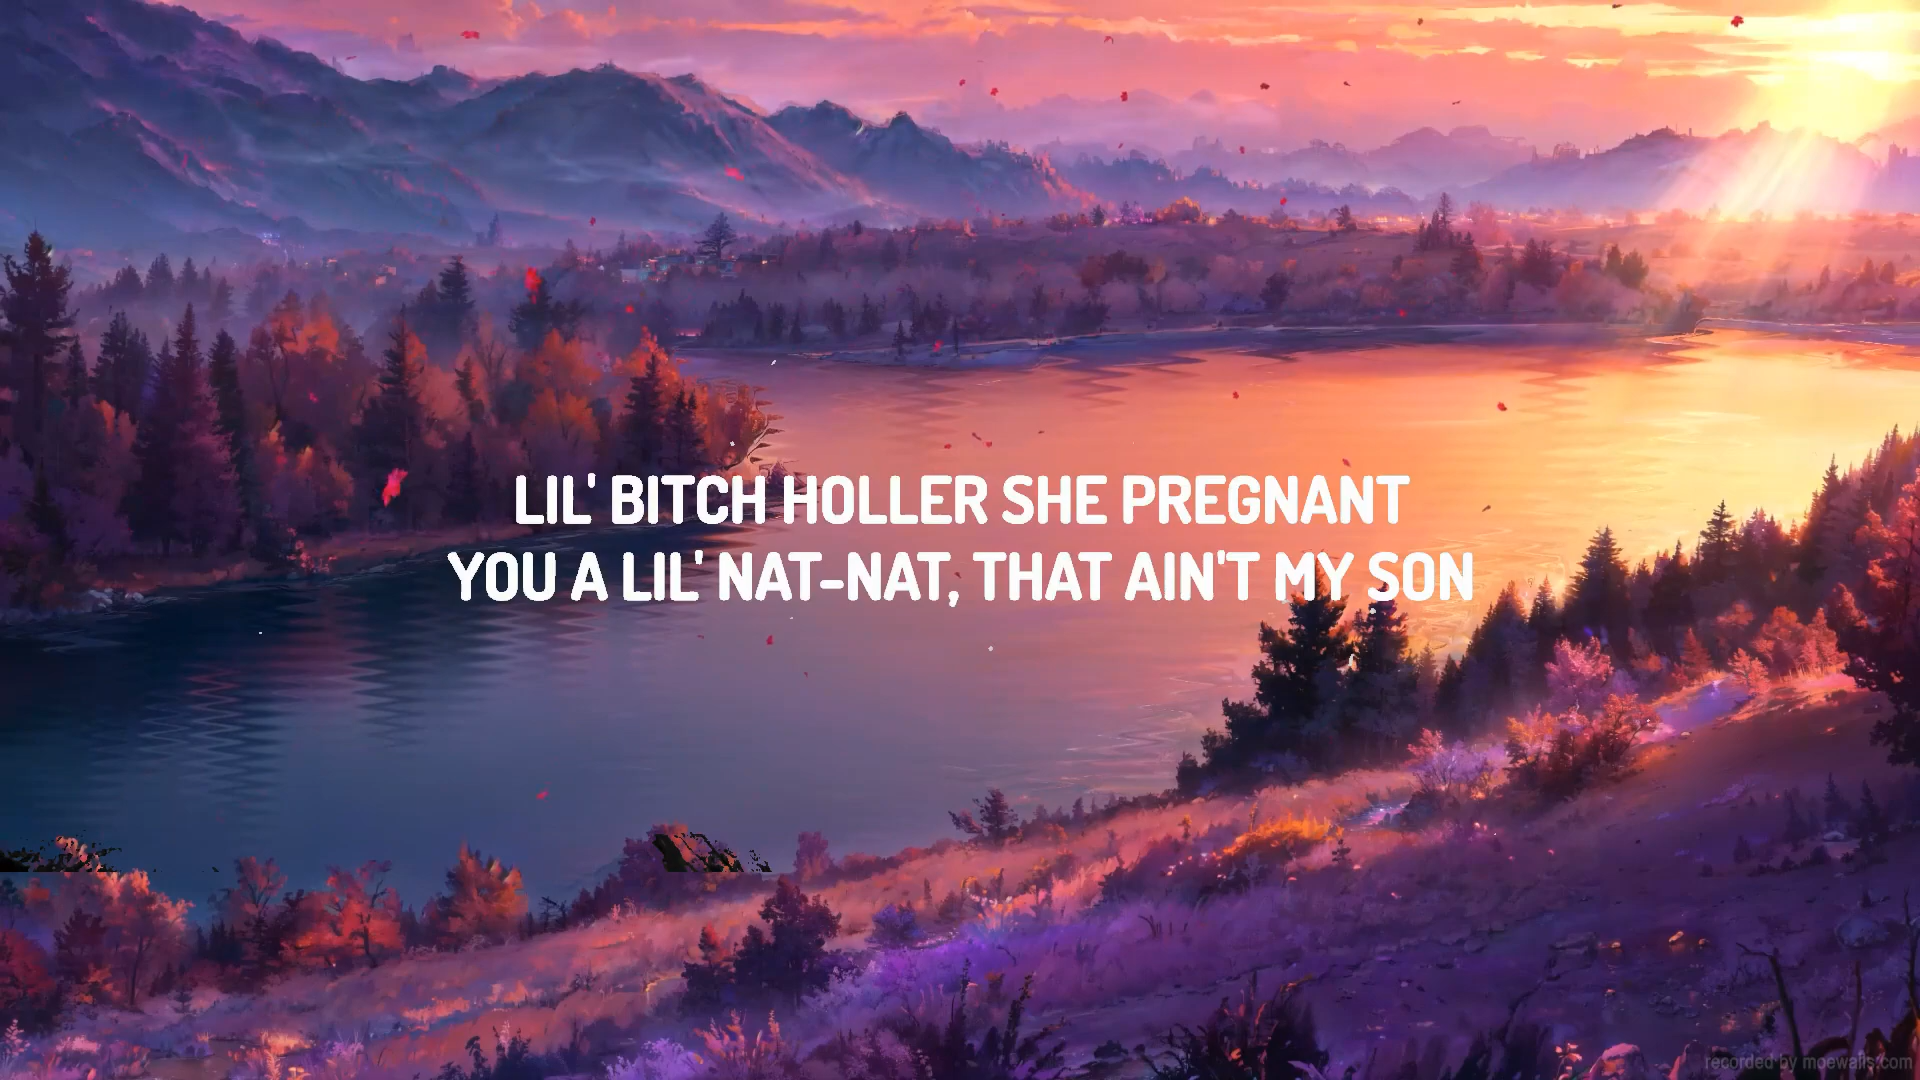 LIL' BITCH HOLLER SHE PREGNANT
YOU A LIL' NAT-NAT, THAT AIN'T MY SON
recorded by moewalls.com